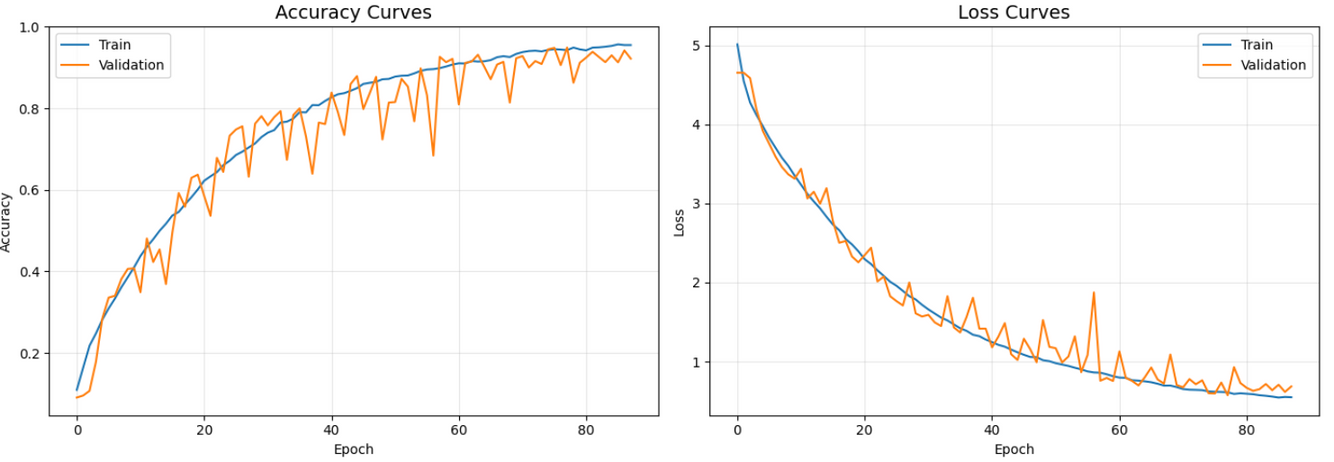 Accuracy Curves
1.0
0.8
0.6
0.4
0.2
Accuracy
Train
Validation
0
20
40
60
80
Epoch
Loss Curves
5
4
3
2
1
Loss
Train
Validation
0
20
40
60
80
Epoch